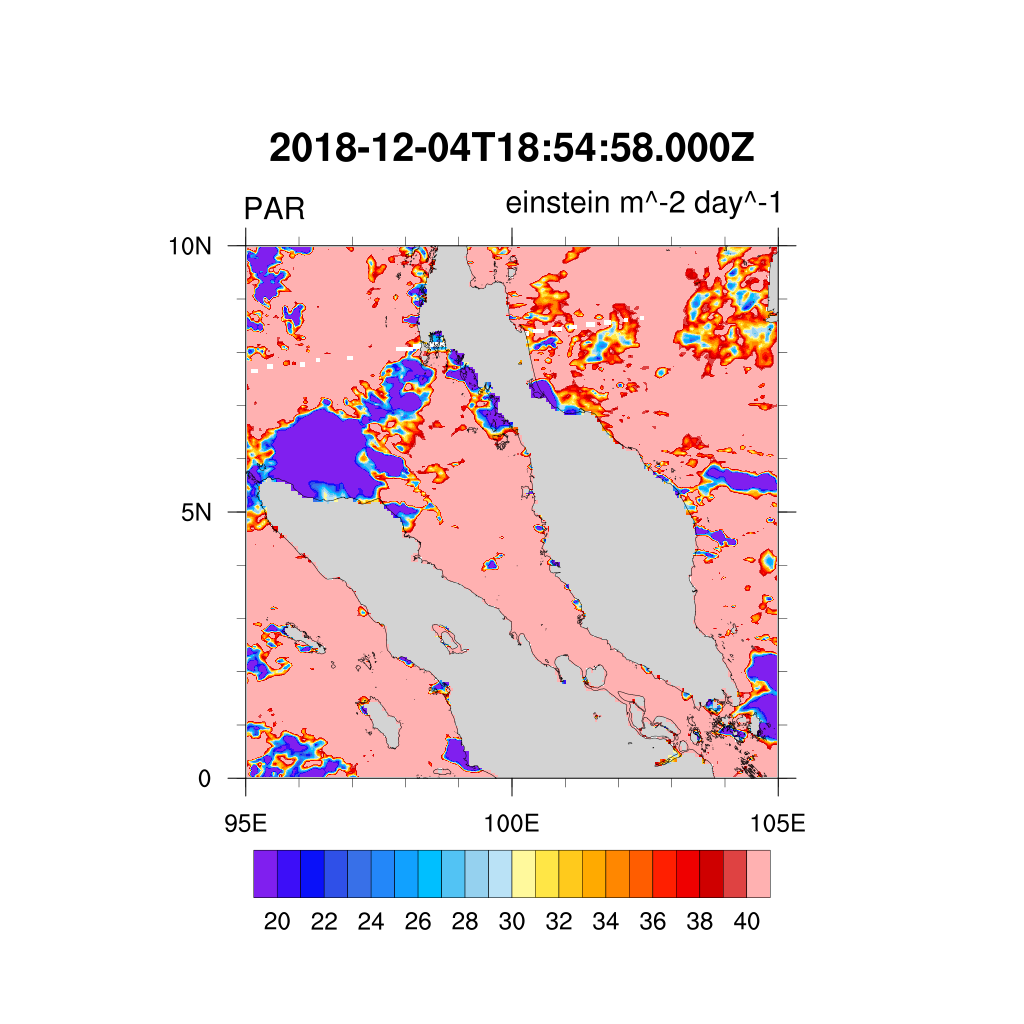 2018-12-04T18:54:58.000Z
PAR einstein m^-2 day^-1
10N
5N
0
95E 100E 105E
20 22 24 26 28 30 32 34 36 38 40